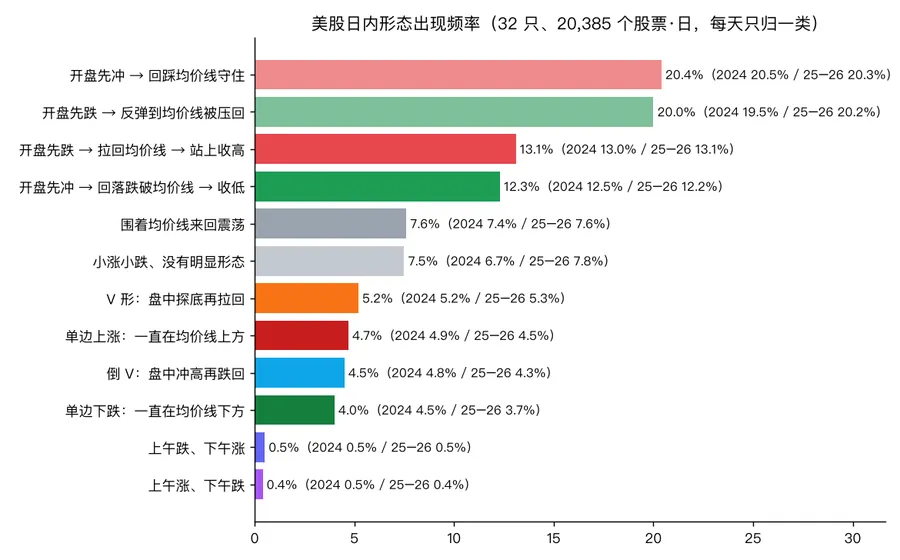 美股日内形态出现频率（32 只、20,385 个股票·日，每天只归一类）
开盘先冲 → 回踩均价线守住 20.4%（2024 20.5% / 25—26 20.3%）
开盘先跌 → 反弹到均价线被压回 20.0%（2024 19.5% / 25—26 20.2%）
开盘先跌 → 拉回均价线 → 站上收高 13.1%（2024 13.0% / 25—26 13.1%）
开盘先冲 → 回落跌破均价线 → 收低 12.3%（2024 12.5% / 25—26 12.2%）
围着均价线来回震荡 7.6%（2024 7.4% / 25—26 7.6%）
小涨小跌、没有明显形态 7.5%（2024 6.7% / 25—26 7.8%）
V 形：盘中探底再拉回 5.2%（2024 5.2% / 25—26 5.3%）
单边上涨：一直在均价线上方 4.7%（2024 4.9% / 25—26 4.5%）
倒 V：盘中冲高再跌回 4.5%（2024 4.8% / 25—26 4.3%）
单边下跌：一直在均价线下方 4.0%（2024 4.5% / 25—26 3.7%）
上午跌、下午涨 0.5%（2024 0.5% / 25—26 0.5%）
上午涨、下午跌 0.4%（2024 0.5% / 25—26 0.4%）
0 5 10 15 20 25 30